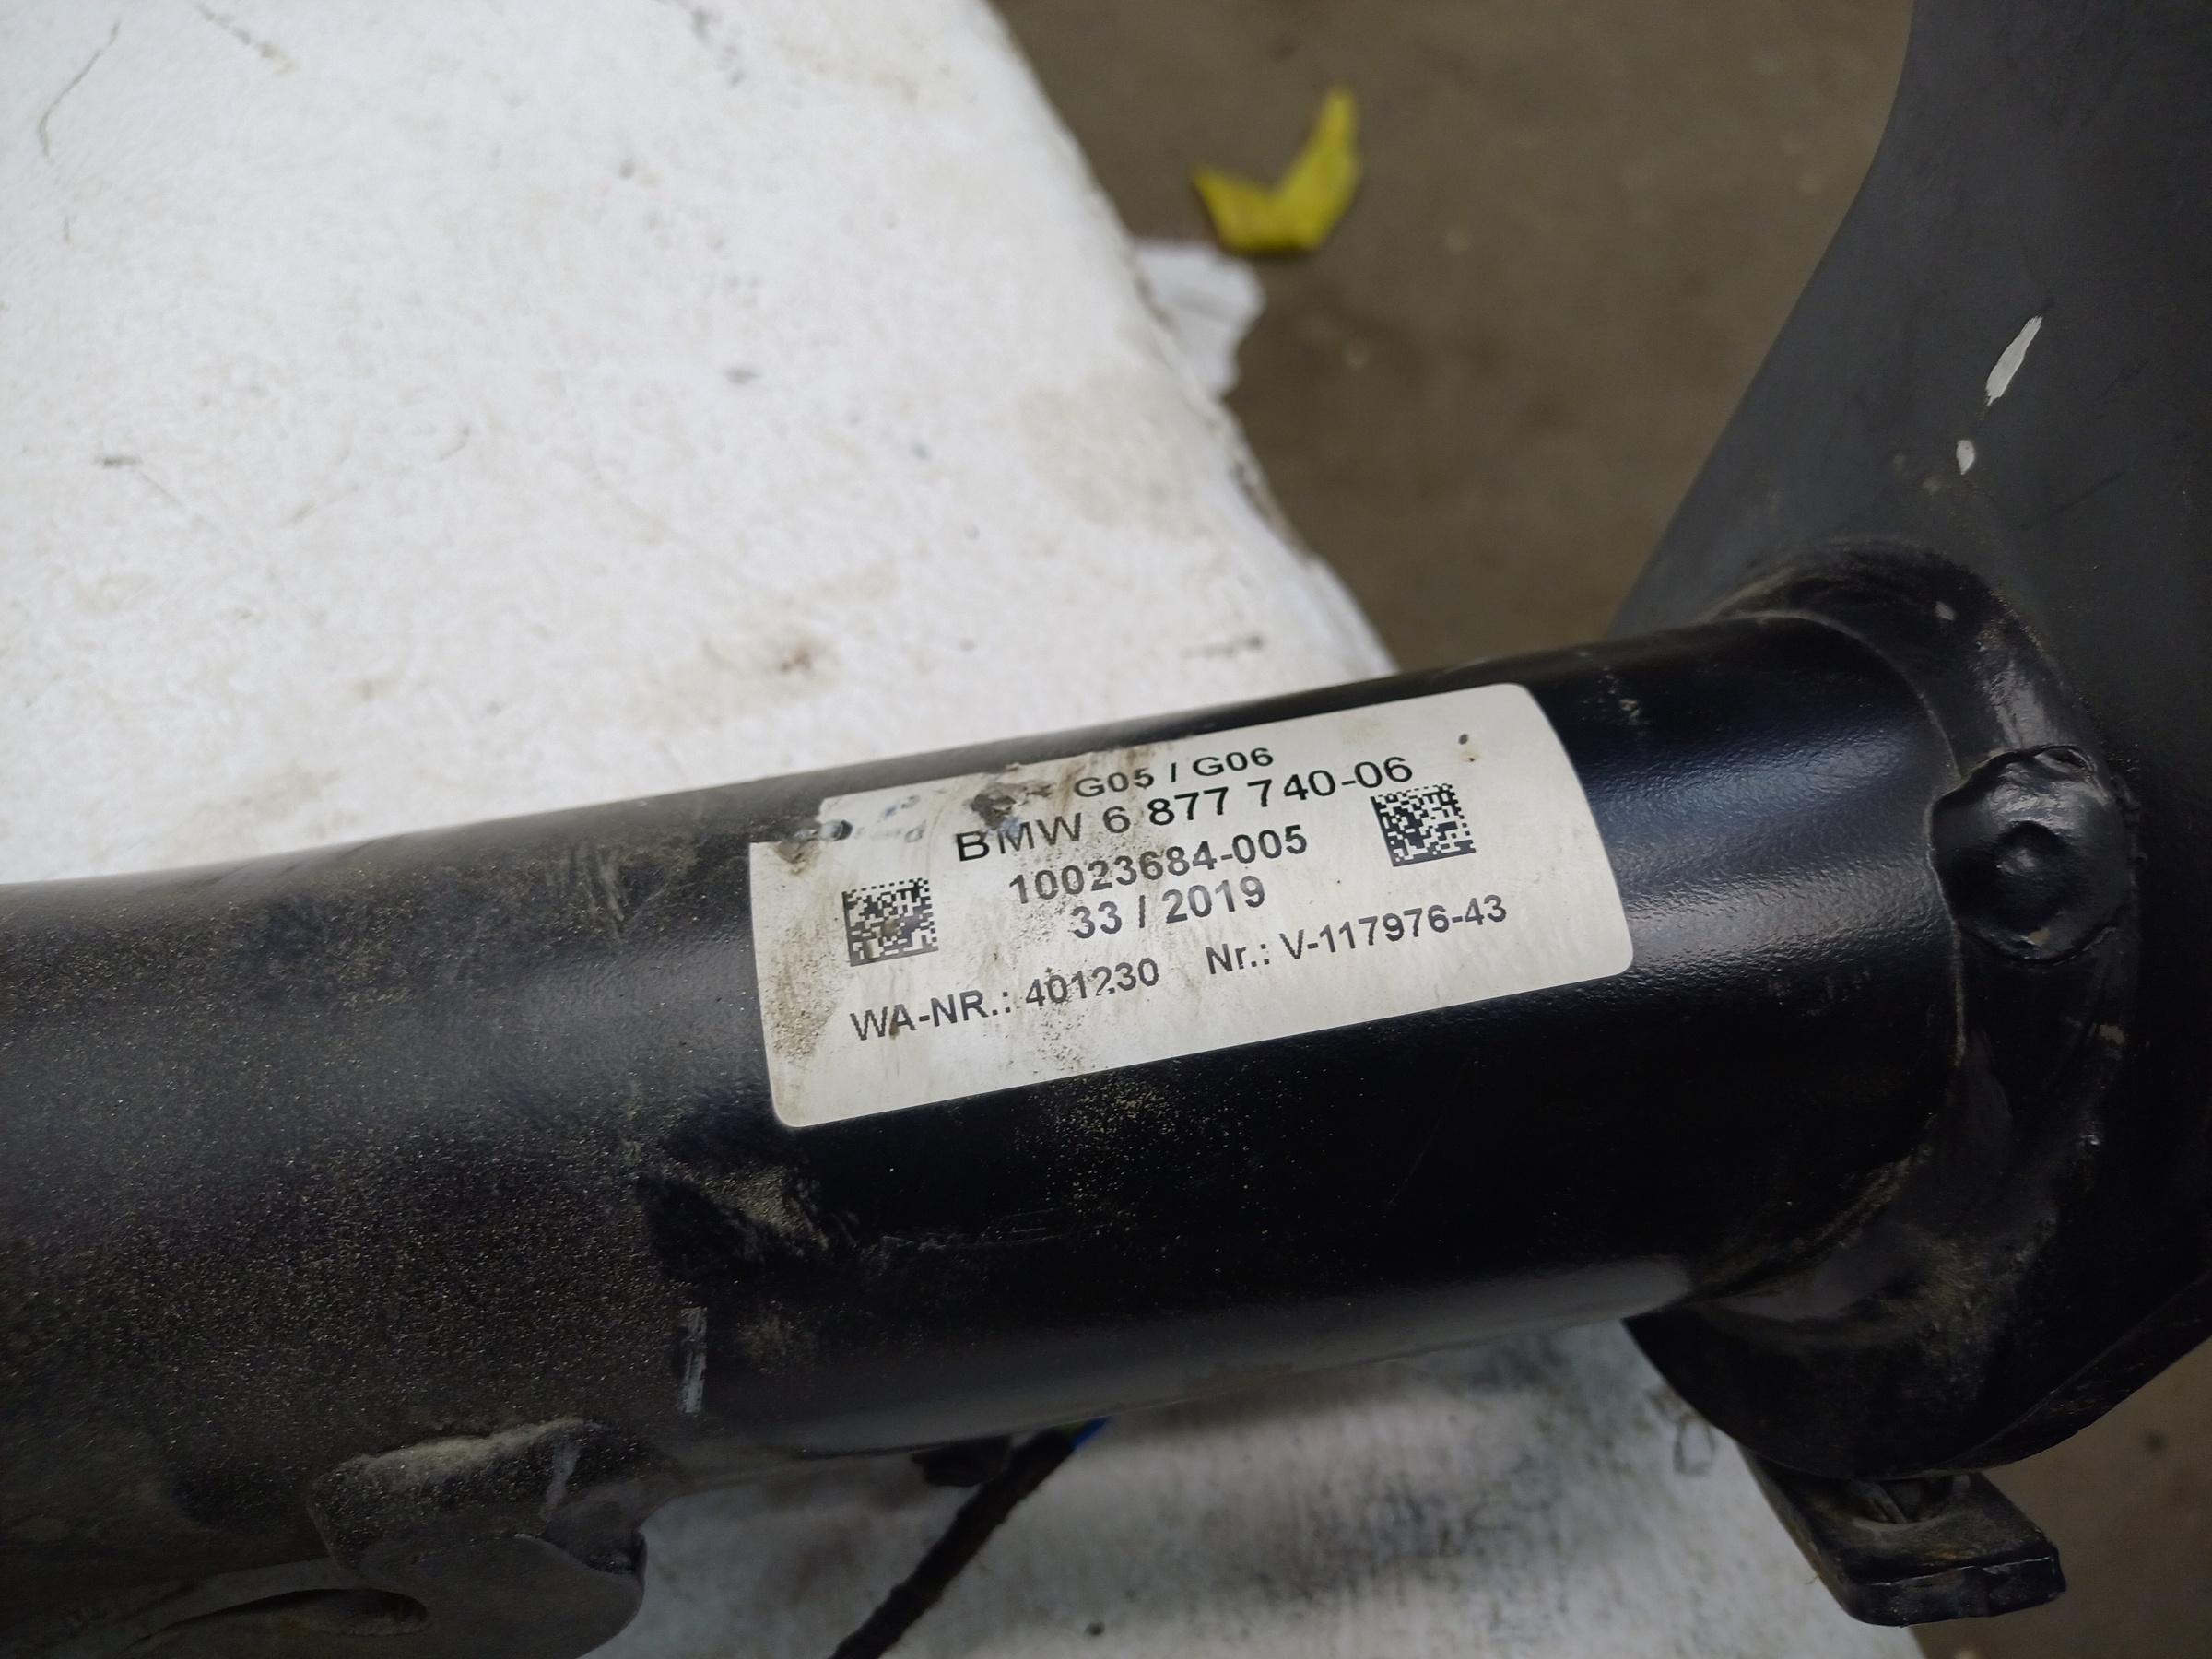 G05 / G06
BMW 6 877 740-06
10023684-005
33 / 2019
WA-NR.: 401230 Nr.: V-117976-43